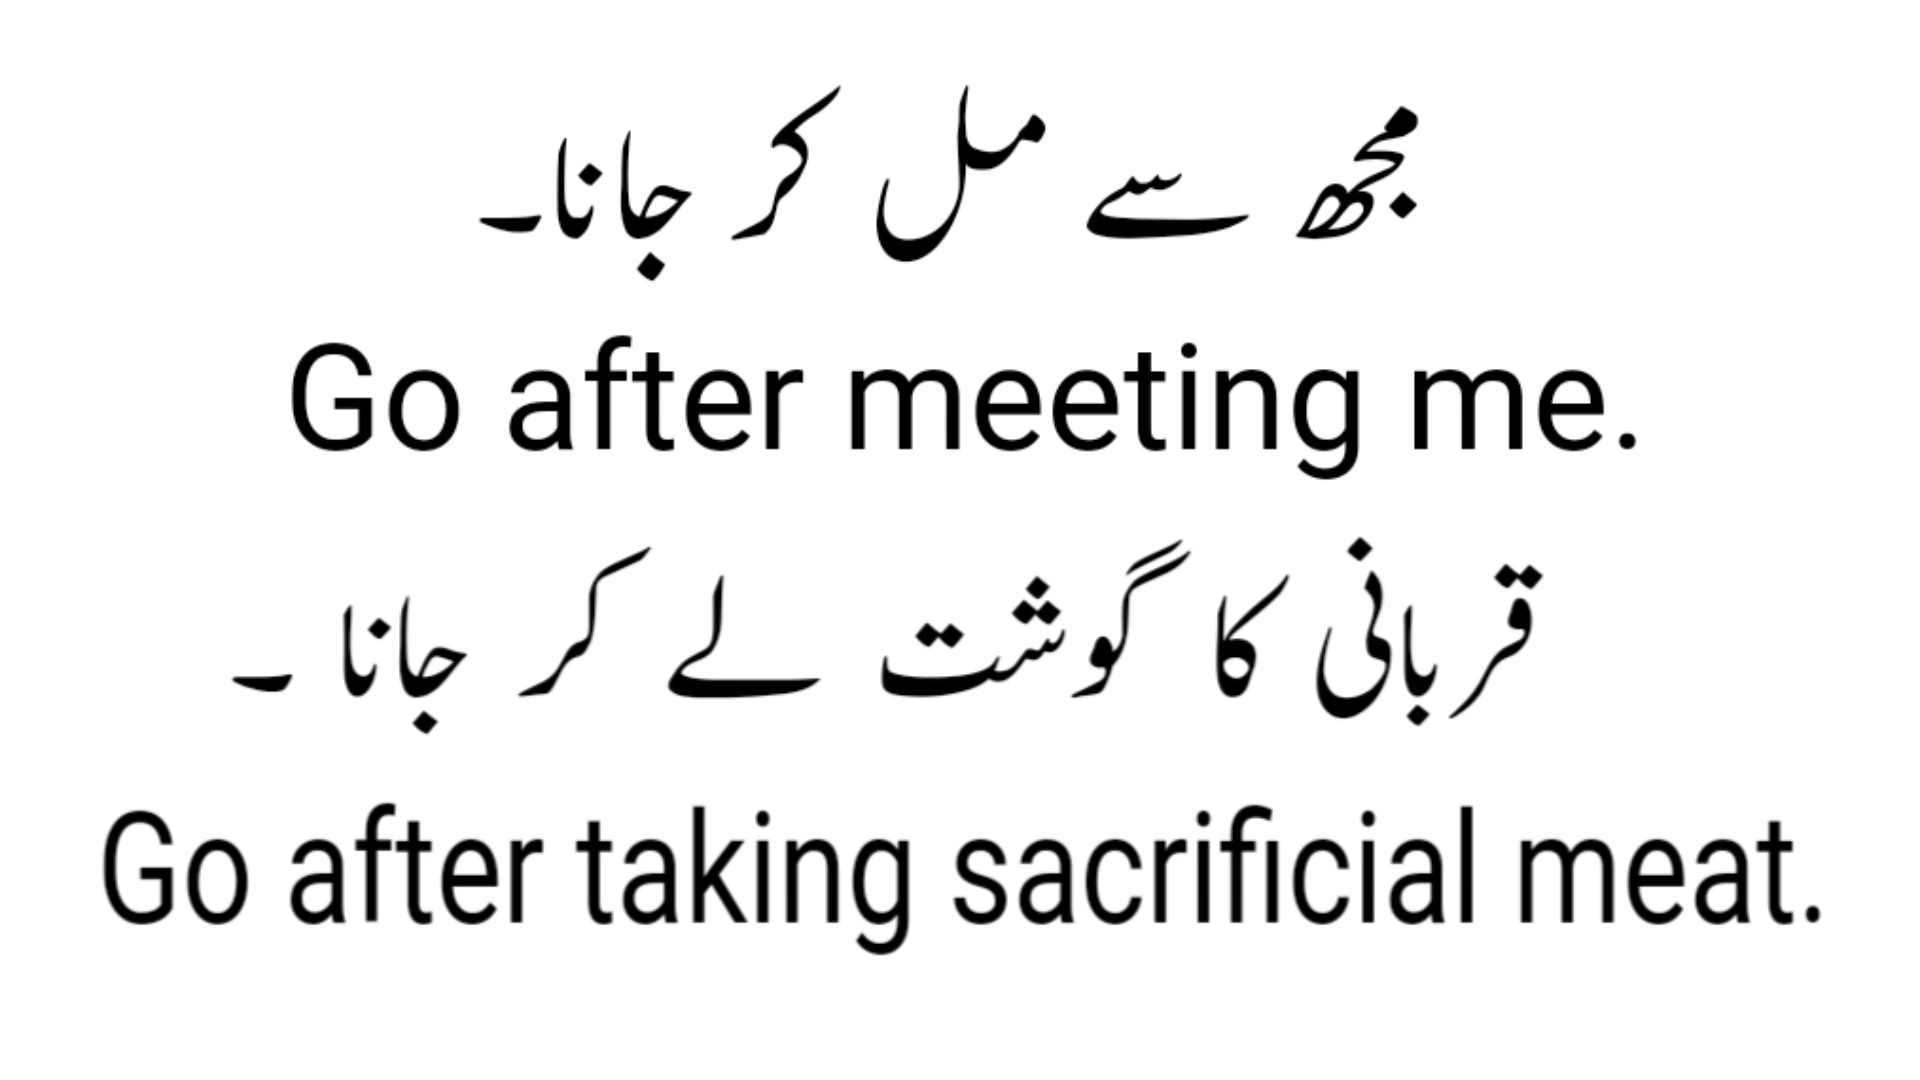 مجھ سے مل کر جانا۔
Go after meeting me.
قربانی کا گوشت لے کر جانا ۔
Go after taking sacrificial meat.